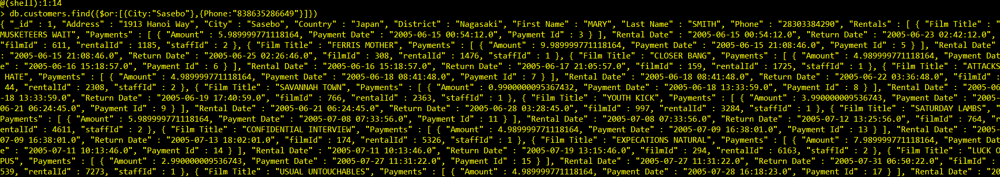 @(shell):1:14
> db.customers.find({$or:[{City:"Sasebo"},{Phone:"838635286649"}]})
{ "_id" : 1, "Address" : "1913 Hanoi Way", "City" : "Sasebo", "Country" : "Japan", "District" : "Nagasaki", "First Name" : "MARY", "Last Name" : "SMITH", "Phone" : "28303384290", "Rentals" : [ { "Film Title" : "
MUSKETEERS WAIT", "Payments" : [ { "Amount" : 5.989999771118164, "Payment Date" : "2005-06-15 00:54:12.0", "Payment Id" : 3 } ], "Rental Date" : "2005-06-15 00:54:12.0", "Return Date" : "2005-06-23 02:42:12.0",
"filmId" : 611, "rentalId" : 1185, "staffId" : 2 }, { "Film Title" : "FERRIS MOTHER", "Payments" : [ { "Amount" : 9.989999771118164, "Payment Date" : "2005-06-15 21:08:46.0", "Payment Id" : 5 } ], "Rental Date"
: "2005-06-15 21:08:46.0", "Return Date" : "2005-06-25 02:26:46.0", "filmId" : 308, "rentalId" : 1476, "staffId" : 1 }, { "Film Title" : "CLOSER BANG", "Payments" : [ { "Amount" : 4.989999771118164, "Payment Dat
e" : "2005-06-16 15:18:57.0", "Payment Id" : 6 } ], "Rental Date" : "2005-06-16 15:18:57.0", "Return Date" : "2005-06-17 21:05:57.0", "filmId" : 159, "rentalId" : 1725, "staffId" : 1 }, { "Film Title" : "ATTACKS
HATE", "Payments" : [ { "Amount" : 4.989999771118164, "Payment Date" : "2005-06-18 08:41:48.0", "Payment Id" : 7 } ], "Rental Date" : "2005-06-18 08:41:48.0", "Return Date" : "2005-06-22 03:36:48.0", "filmId" :
44, "rentalId" : 2308, "staffId" : 2 }, { "Film Title" : "SAVANNAH TOWN", "Payments" : [ { "Amount" : 0.9900000095367432, "Payment Date" : "2005-06-18 13:33:59.0", "Payment Id" : 8 } ], "Rental Date" : "2005-06
-18 13:33:59.0", "Return Date" : "2005-06-19 17:40:59.0", "filmId" : 766, "rentalId" : 2363, "staffId" : 1 }, { "Film Title" : "YOUTH KICK", "Payments" : [ { "Amount" : 3.990000009536743, "Payment Date" : "2005-
06-21 06:24:45.0", "Payment Id" : 9 } ], "Rental Date" : "2005-06-21 06:24:45.0", "Return Date" : "2005-06-28 03:28:45.0", "filmId" : 997, "rentalId" : 3284, "staffId" : 1 }, { "Film Title" : "SATURDAY LAMBS", "
Payments" : [ { "Amount" : 5.989999771118164, "Payment Date" : "2005-07-08 07:33:56.0", "Payment Id" : 11 } ], "Rental Date" : "2005-07-08 07:33:56.0", "Return Date" : "2005-07-12 13:25:56.0", "filmId" : 764, "r
entalId" : 4611, "staffId" : 2 }, { "Film Title" : "CONFIDENTIAL INTERVIEW", "Payments" : [ { "Amount" : 4.989999771118164, "Payment Date" : "2005-07-09 16:38:01.0", "Payment Id" : 13 } ], "Rental Date" : "2005-
07-09 16:38:01.0", "Return Date" : "2005-07-13 18:02:01.0", "filmId" : 174, "rentalId" : 5326, "staffId" : 1 }, { "Film Title" : "EXPECATIONS NATURAL", "Payments" : [ { "Amount" : 7.989999771118164, "Payment Dat
e" : "2005-07-11 10:13:46.0", "Payment Id" : 14 } ], "Rental Date" : "2005-07-11 10:13:46.0", "Return Date" : "2005-07-19 13:15:46.0", "filmId" : 294, "rentalId" : 6163, "staffId" : 2 }, { "Film Title" : "LUCK O
PUS", "Payments" : [ { "Amount" : 2.990000009536743, "Payment Date" : "2005-07-27 11:31:22.0", "Payment Id" : 15 } ], "Rental Date" : "2005-07-27 11:31:22.0", "Return Date" : "2005-07-31 06:50:22.0", "filmId" :
539, "rentalId" : 7273, "staffId" : 1 }, { "Film Title" : "USUAL UNTOUCHABLES", "Payments" : [ { "Amount" : 4.989999771118164, "Payment Date" : "2005-07-28 16:18:23.0", "Payment Id" : 17 } ], "Rental Date" : "20